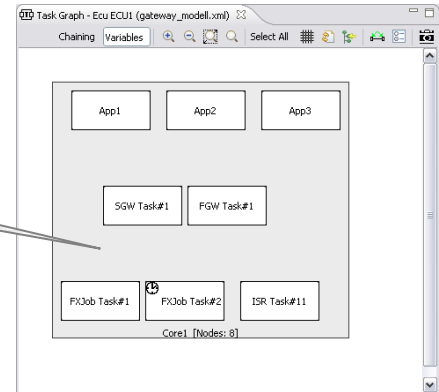 Task Graph - Ecu ECU1 (gateway_modell.xml)
Chaining Variables Select All
App1 App2 App3
SGW Task#1 FGW Task#1
FXJob Task#1 FXJob Task#2 ISR Task#11
Core1 [Nodes: 8]